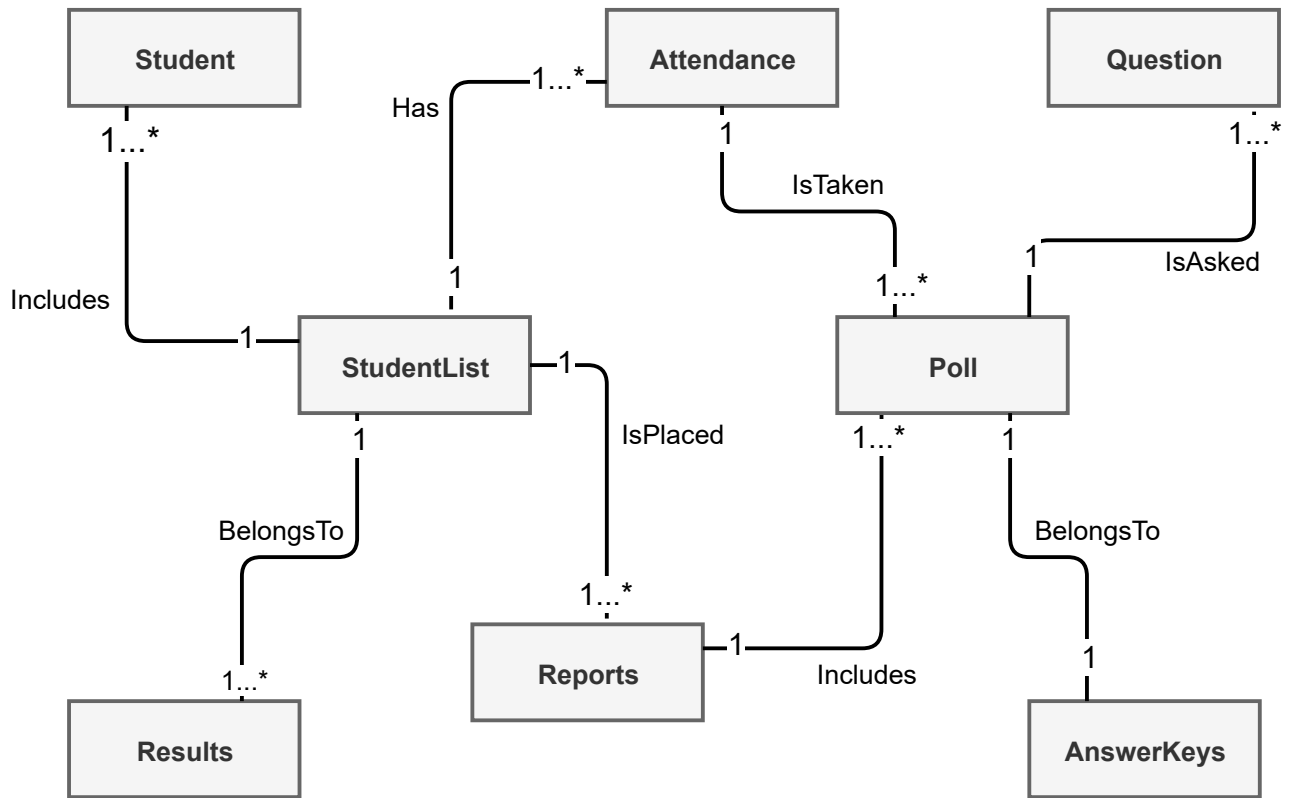 Student
Attendance
Question
1...*
Has
1...*
1
1...*
IsTaken
IsAsked
1
1
1...*
Includes
1
StudentList
1
Poll
1
IsPlaced
1...*
1
BelongsTo
BelongsTo
1...*
1...*
1
1
Reports
Includes
Results
AnswerKeys